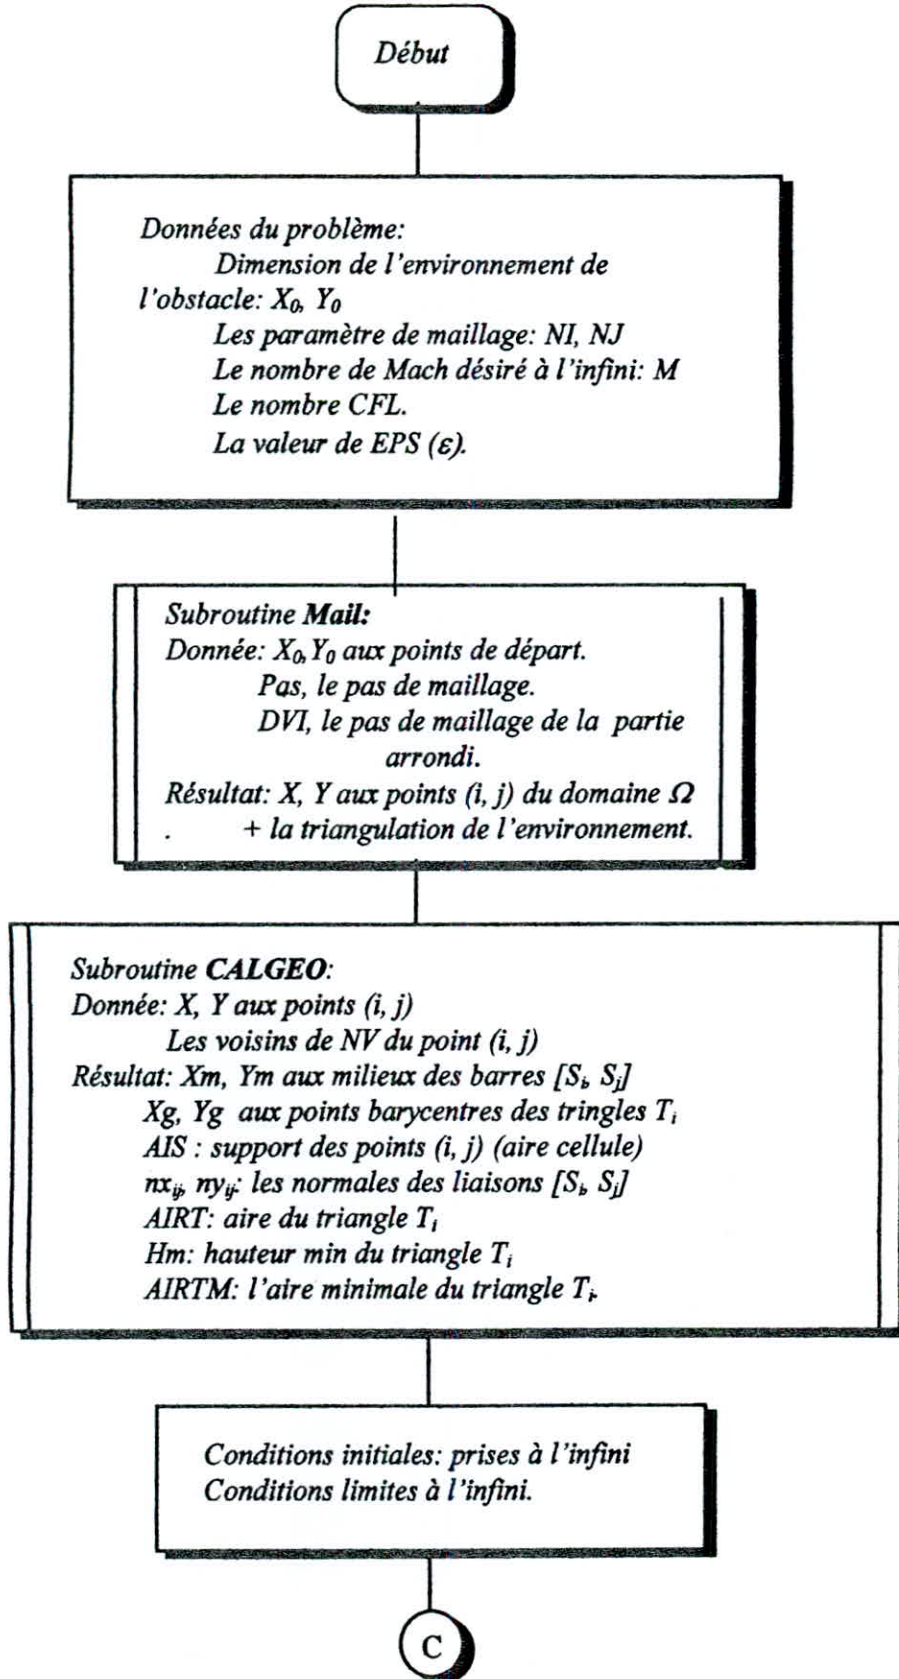 Début
Données du problème:
Dimension de l'environnement de
l'obstacle: X₀, Y₀
Les paramètre de maillage: NI, NJ
Le nombre de Mach désiré à l'infini: M
Le nombre CFL.
La valeur de EPS (ε).
Subroutine Mail:
Donnée: X₀, Y₀ aux points de départ.
Pas, le pas de maillage.
DVI, le pas de maillage de la partie
arrondi.
Résultat: X, Y aux points (i, j) du domaine Ω
. + la triangulation de l'environnement.
Subroutine CALGEO:
Donnée: X, Y aux points (i, j)
Les voisins de NV du point (i, j)
Résultat: Xm, Ym aux milieux des barres [Sᵢ, Sⱼ]
Xg, Yg aux points barycentres des tringles Tᵢ
AIS : support des points (i, j) (aire cellule)
nxᵢⱼ, nyᵢⱼ: les normales des liaisons [Sᵢ, Sⱼ]
AIRT: aire du triangle Tᵢ
Hm: hauteur min du triangle Tᵢ
AIRTM: l'aire minimale du triangle Tᵢ.
Conditions initiales: prises à l'infini
Conditions limites à l'infini.
C